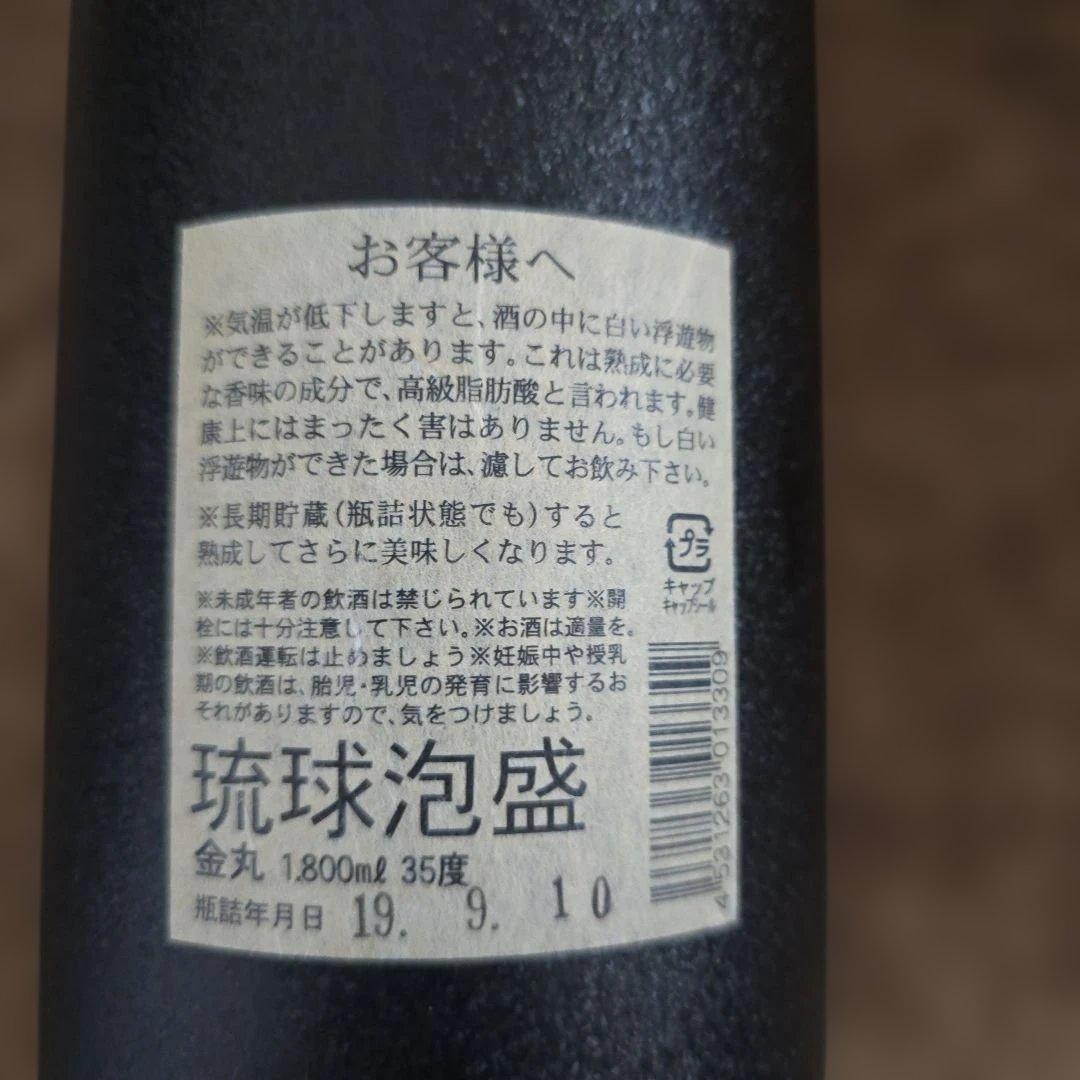 お客様へ
※気温が低下しますと、酒の中に白い浮遊物
ができることがあります。これは熟成に必要
な香味の成分で、高級脂肪酸と言われます。健
康上にはまったく害はありません。もし白い
浮遊物ができた場合は、濾してお飲み下さい。
※長期貯蔵(瓶詰状態でも)すると
熟成してさらに美味しくなります。
プラ
キャップ
キャップシール
※未成年者の飲酒は禁じられています※開
栓には十分注意して下さい。※お酒は適量を。
※飲酒運転は止めましょう※妊娠中や授乳
期の飲酒は、胎児・乳児の発育に影響するお
それがありますので、気をつけましょう。
琉球泡盛
金丸 1.800mℓ 35度
瓶詰年月日 19. 9. 10
4 531263 013309